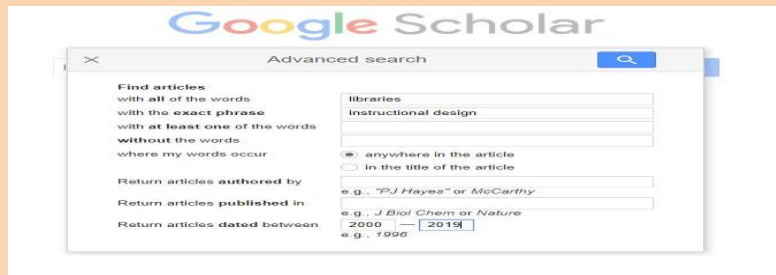 Google Scholar
Advanced search
Find articles
with all of the words libraries
with the exact phrase instructional design
with at least one of the words
without the words
where my words occur anywhere in the article
in the title of the article
Return articles authored by
e.g., "PJ Hayes" or McCarthy
Return articles published in
e.g., J Biol Chem or Nature
Return articles dated between 2000 — 2019
e.g., 1996